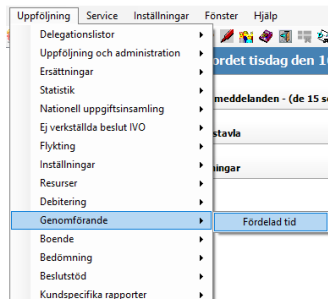 Uppföljning Service Inställningar Fönster Hjälp
Delegationslistor
Uppföljning och administration
Ersättningar
Statistik
Nationell uppgiftsinsamling
Ej verkställda beslut IVO
Flykting
Inställningar
Resurser
Debitering
Genomförande
Fördelad tid
Boende
Bedömning
Beslutstöd
Kundspecifika rapporter
ordet tisdag den 1
meddelanden - (de 15 s
stavla
ningar